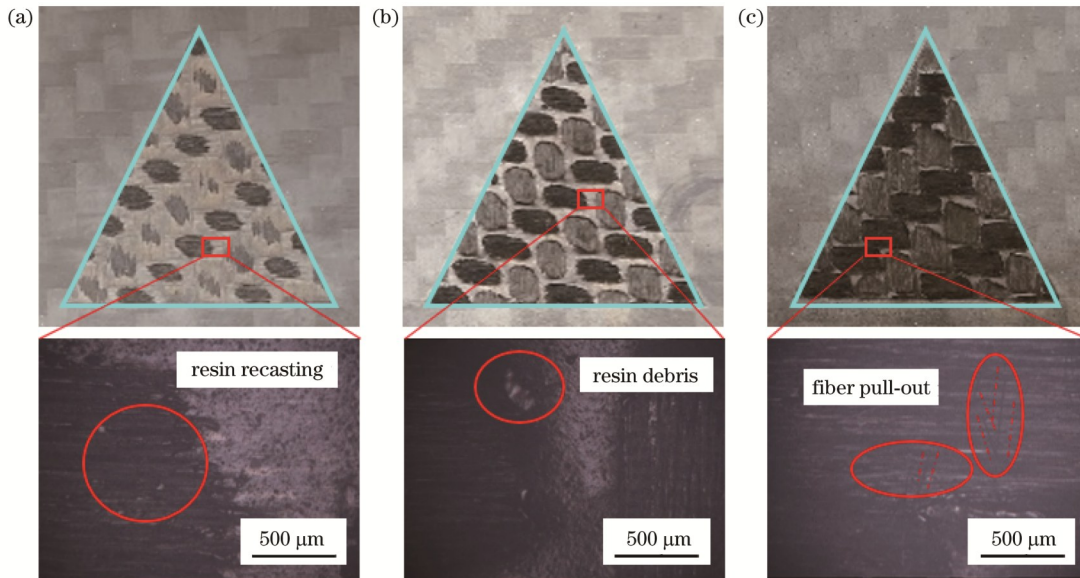 (a)
(b)
(c)
resin recasting
500 μm
resin debris
500 μm
fiber pull-out
500 μm